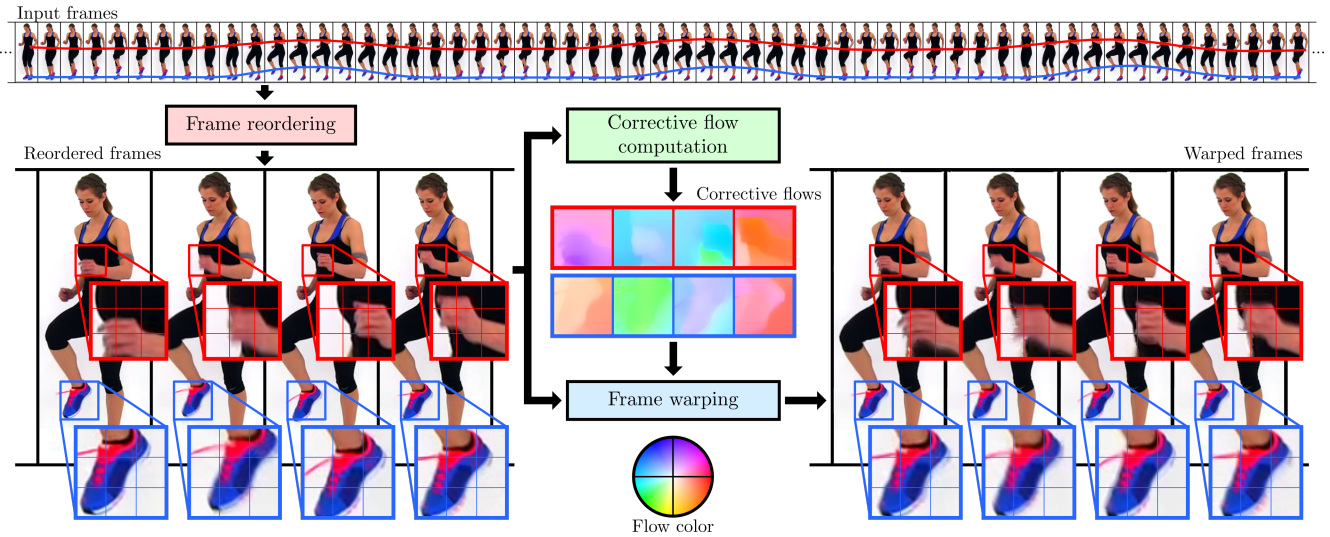 Input frames
...
...
Frame reordering
Reordered frames
Corrective flow
computation
Corrective flows
Frame warping
Flow color
Warped frames